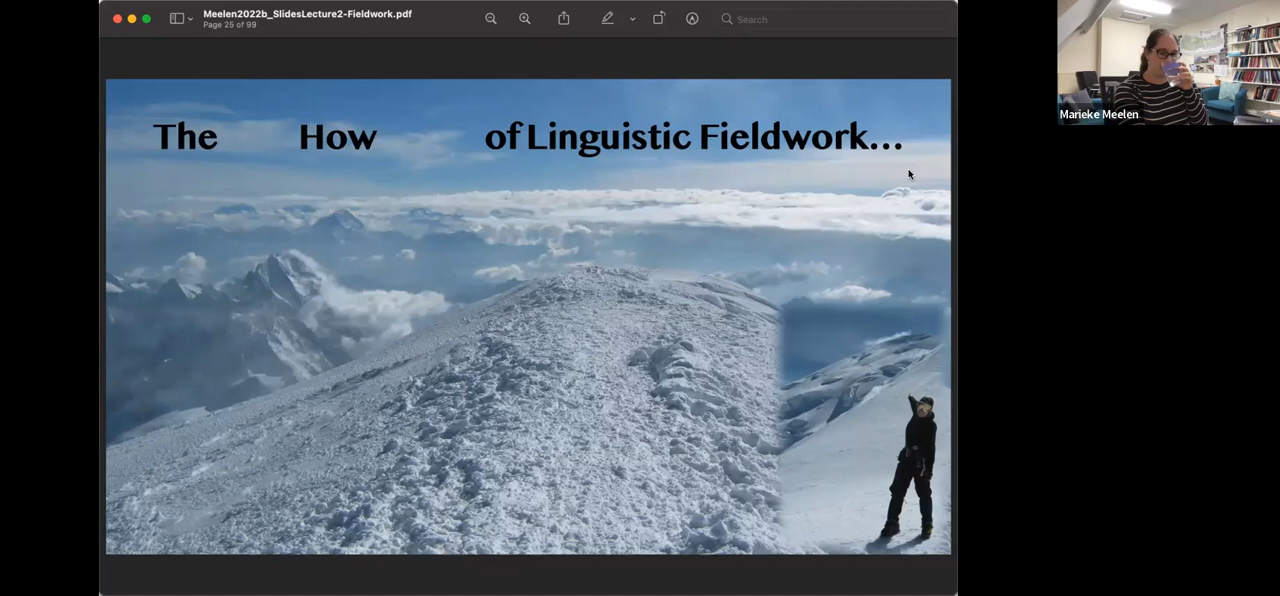 Meelen2022b_SlidesLecture2-Fieldwork.pdf
Page 25 of 99
Search
The How of Linguistic Fieldwork...
Marieke Meelen